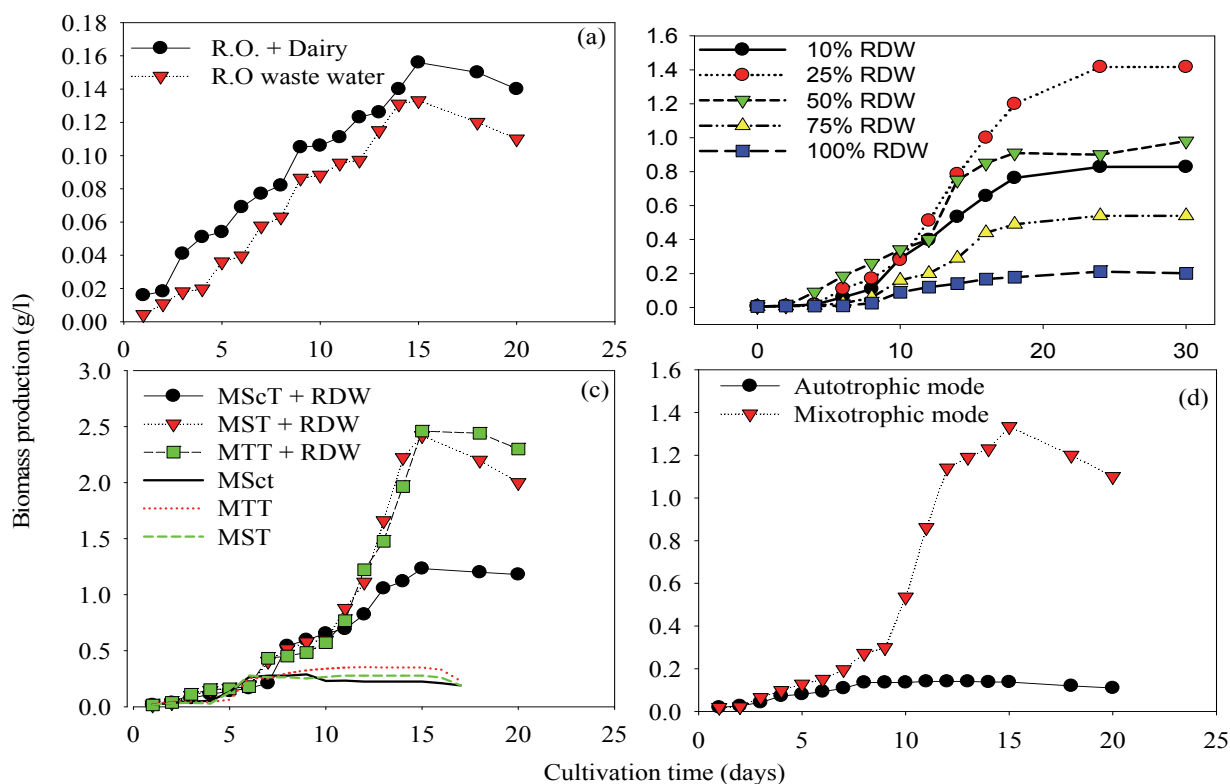 (a)
R.O. + Dairy
R.O waste water
0.18
0.16
0.14
0.12
0.10
0.08
0.06
0.04
0.02
0.00
0 5 10 15 20 25
10% RDW
25% RDW
50% RDW
75% RDW
100% RDW
1.6
1.4
1.2
1.0
0.8
0.6
0.4
0.2
0.0
0 10 20 30
Biomass production (g/l)
(c)
MScT + RDW
MST + RDW
MTT + RDW
MSct
MTT
MST
3.0
2.5
2.0
1.5
1.0
0.5
0.0
0 5 10 15 20 25
(d)
Autotrophic mode
Mixotrophic mode
1.6
1.4
1.2
1.0
0.8
0.6
0.4
0.2
0.0
0 5 10 15 20 25
Cultivation time (days)